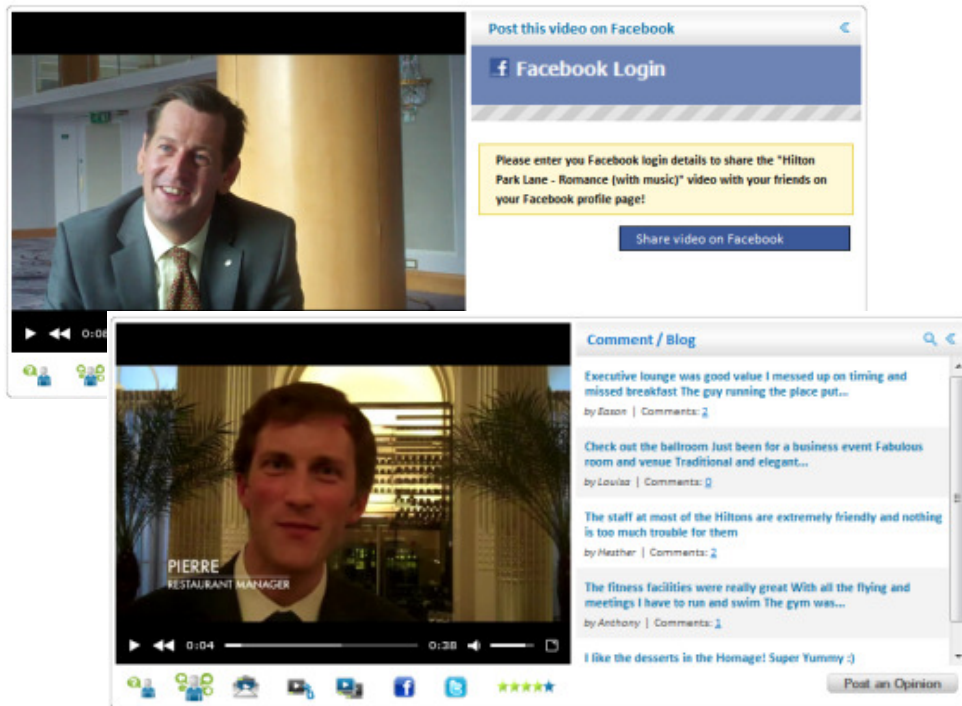 Post this video on Facebook
Facebook Login
Please enter you Facebook login details to share the "Hilton
Park Lane - Romance (with music)" video with your friends on
your Facebook profile page!
Share video on Facebook
0:06
Comment / Blog
Executive lounge was good value I messed up on timing and
missed breakfast The guy running the place put...
by Eason | Comments: 2
Check out the ballroom Just been for a business event Fabulous
room and venue Traditional and elegant...
by Louisa | Comments: 0
The staff at most of the Hiltons are extremely friendly and nothing
is too much trouble for them
by Heather | Comments: 2
The fitness facilities were really great With all the flying and
meetings I have to run and swim The gym was...
by Anthony | Comments: 1
I like the desserts in the Homage! Super Yummy :)
Post an Opinion
PIERRE
RESTAURANT MANAGER
0:04
0:38